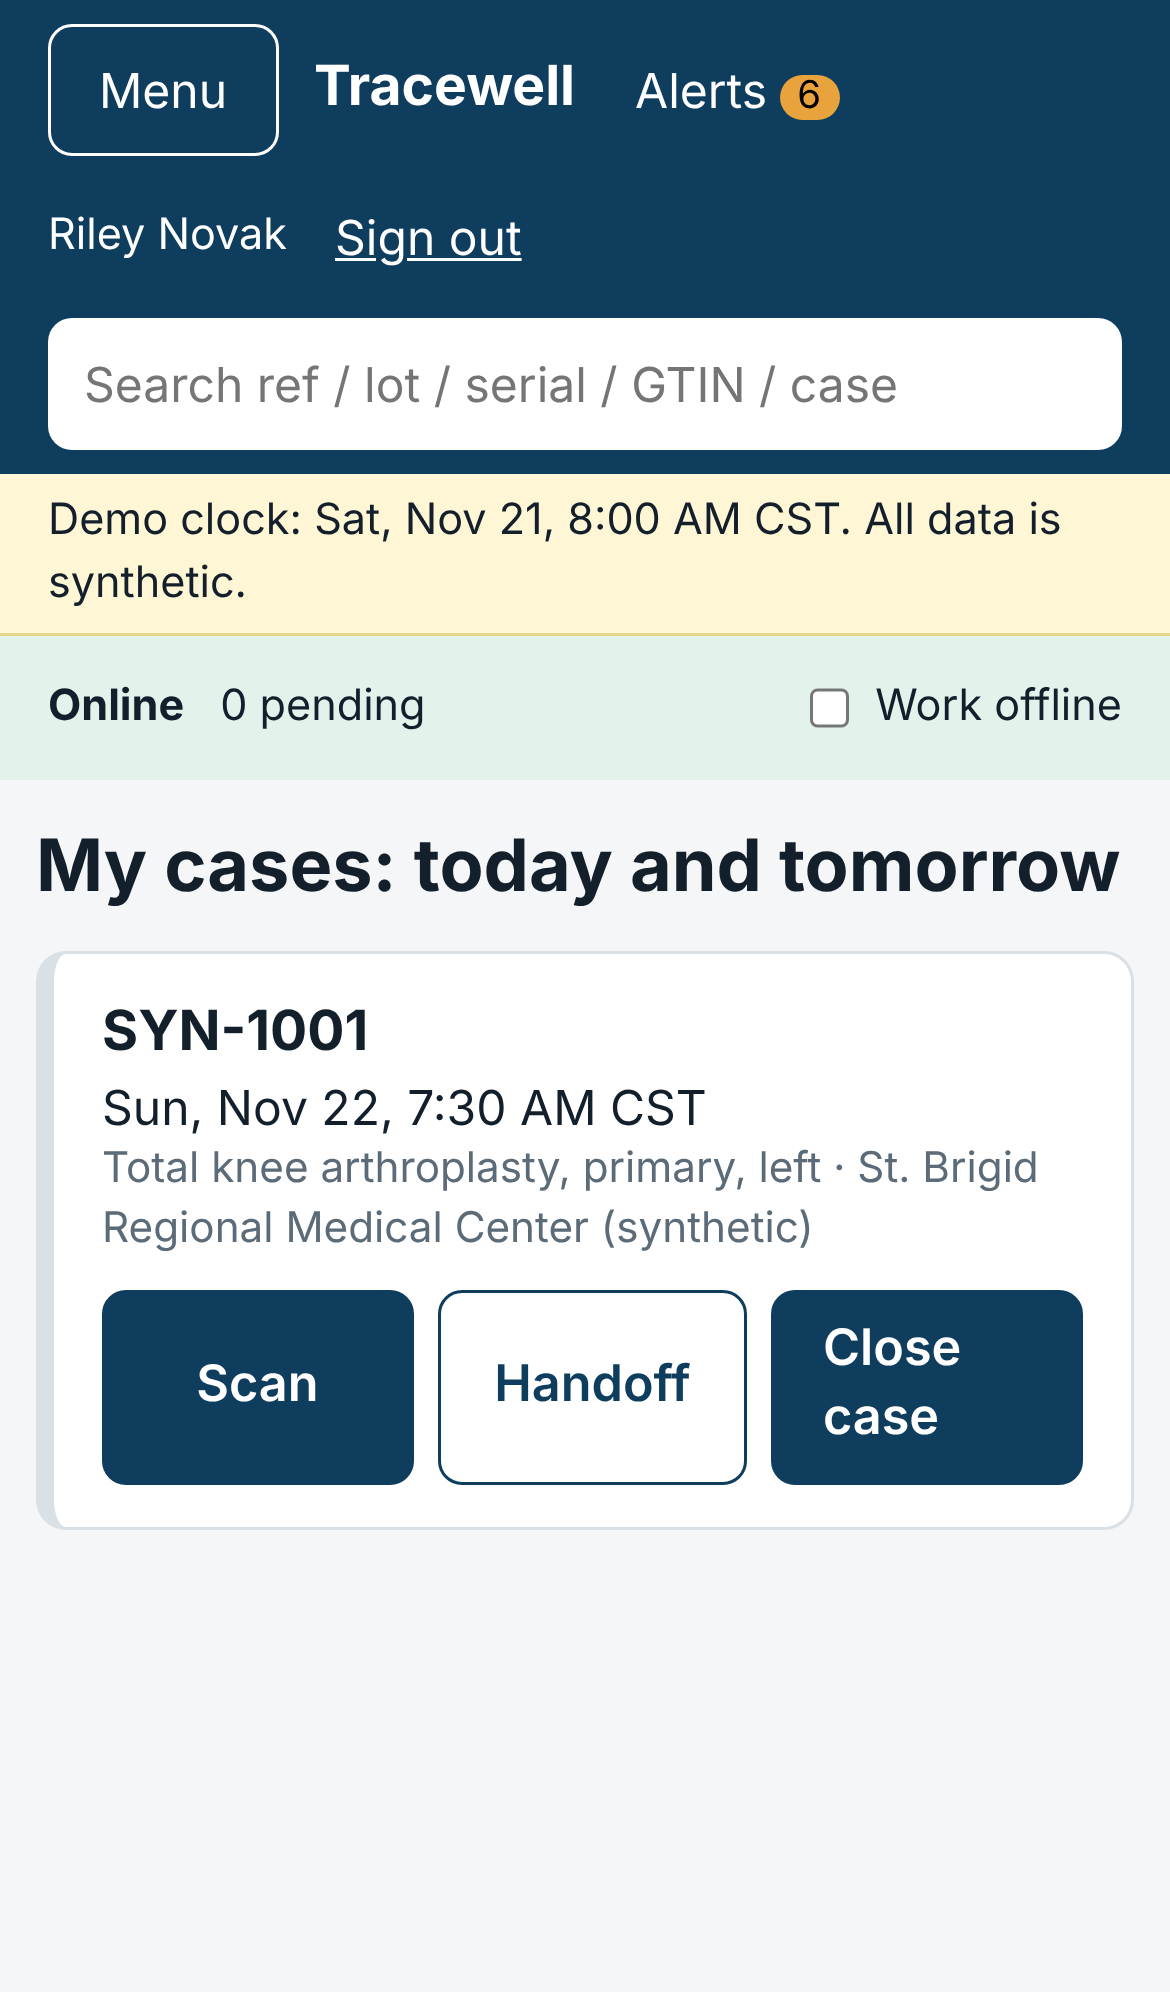 Menu Tracewell Alerts 6
Riley Novak Sign out
Search ref / lot / serial / GTIN / case
Demo clock: Sat, Nov 21, 8:00 AM CST. All data is
synthetic.
Online 0 pending Work offline
My cases: today and tomorrow
SYN-1001
Sun, Nov 22, 7:30 AM CST
Total knee arthroplasty, primary, left · St. Brigid
Regional Medical Center (synthetic)
Scan Handoff Close
case